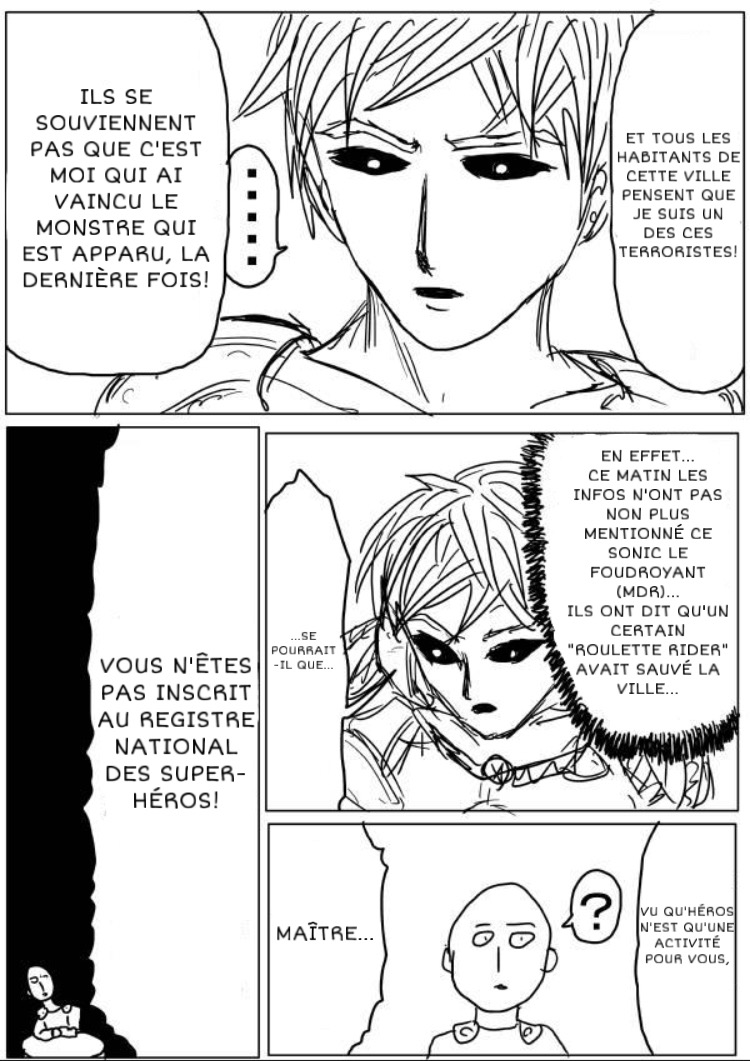 ET TOUS LES
HABITANTS DE
CETTE VILLE
PENSENT QUE
JE SUIS UN
DES CES
TERRORISTES!
ILS SE
SOUVIENNENT
PAS QUE C'EST
MOI QUI AI
VAINCU LE
MONSTRE QUI
EST APPARU, LA
DERNIÈRE FOIS!
.....
EN EFFET...
CE MATIN LES
INFOS N'ONT PAS
NON PLUS
MENTIONNÉ CE
SONIC LE
FOUDROYANT
(MDR)...
ILS ONT DIT QU'UN
CERTAIN
"ROULETTE RIDER"
AVAIT SAUVÉ LA
VILLE...
...SE
POURRAIT
-IL QUE...
VU QU'HÉROS
N'EST QU'UNE
ACTIVITÉ
POUR VOUS,
?
MAÎTRE...
VOUS N'ÊTES
PAS INSCRIT
AU REGISTRE
NATIONAL
DES SUPER-
HÉROS!